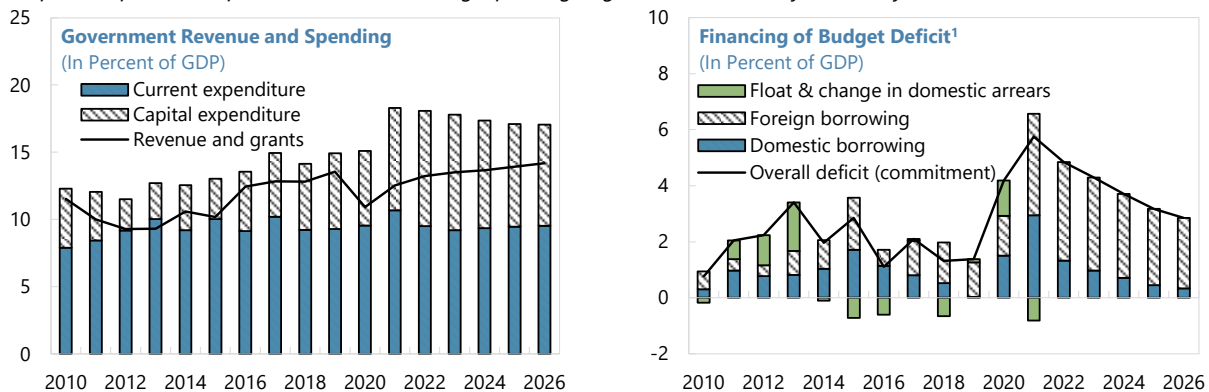 Government Revenue and Spending
(In Percent of GDP)
Current expenditure
Capital expenditure
Revenue and grants
25
20
15
10
5
0
2010 2012 2014 2016 2018 2020 2022 2024 2026
Financing of Budget Deficit¹
(In Percent of GDP)
Float & change in domestic arrears
Foreign borrowing
Domestic borrowing
Overall deficit (commitment)
10
8
6
4
2
0
-2
2010 2012 2014 2016 2018 2020 2022 2024 2026